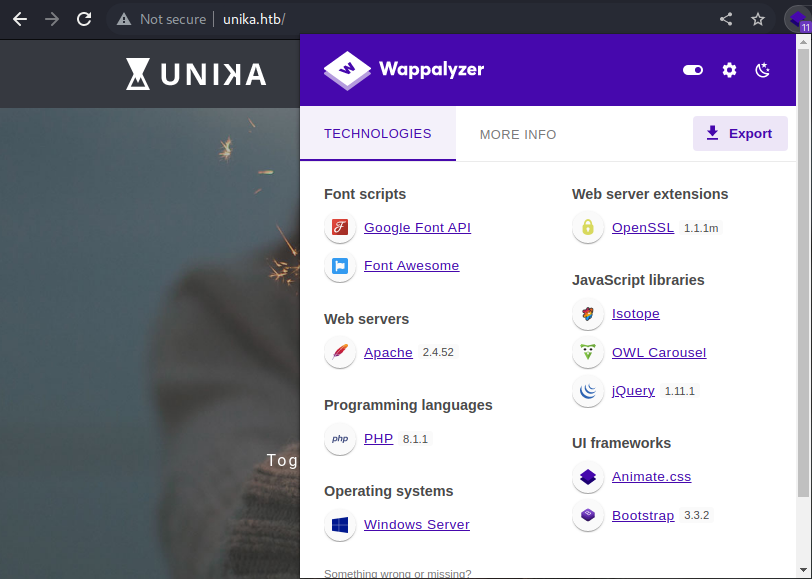 Not secure unika.htb/
11
UNIKA
Wappalyzer
TECHNOLOGIES
MORE INFO
Export
Font scripts
Google Font API
Font Awesome
Web servers
Apache 2.4.52
Programming languages
php PHP 8.1.1
Operating systems
Windows Server
Something wrong or missing?
Web server extensions
OpenSSL 1.1.1m
JavaScript libraries
Isotope
OWL Carousel
jQuery 1.11.1
UI frameworks
Animate.css
Bootstrap 3.3.2
Tog